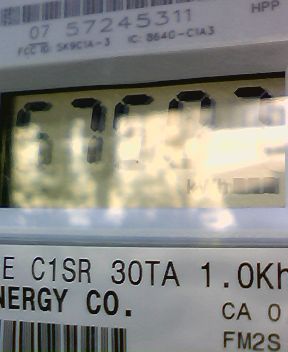 HPP
07 57245311
FCC ID: SK9C1A-3 IC: 864G-C1A3
kWh
E C1SR 30TA 1.0Kh
NERGY CO.
CA 0
FM2S